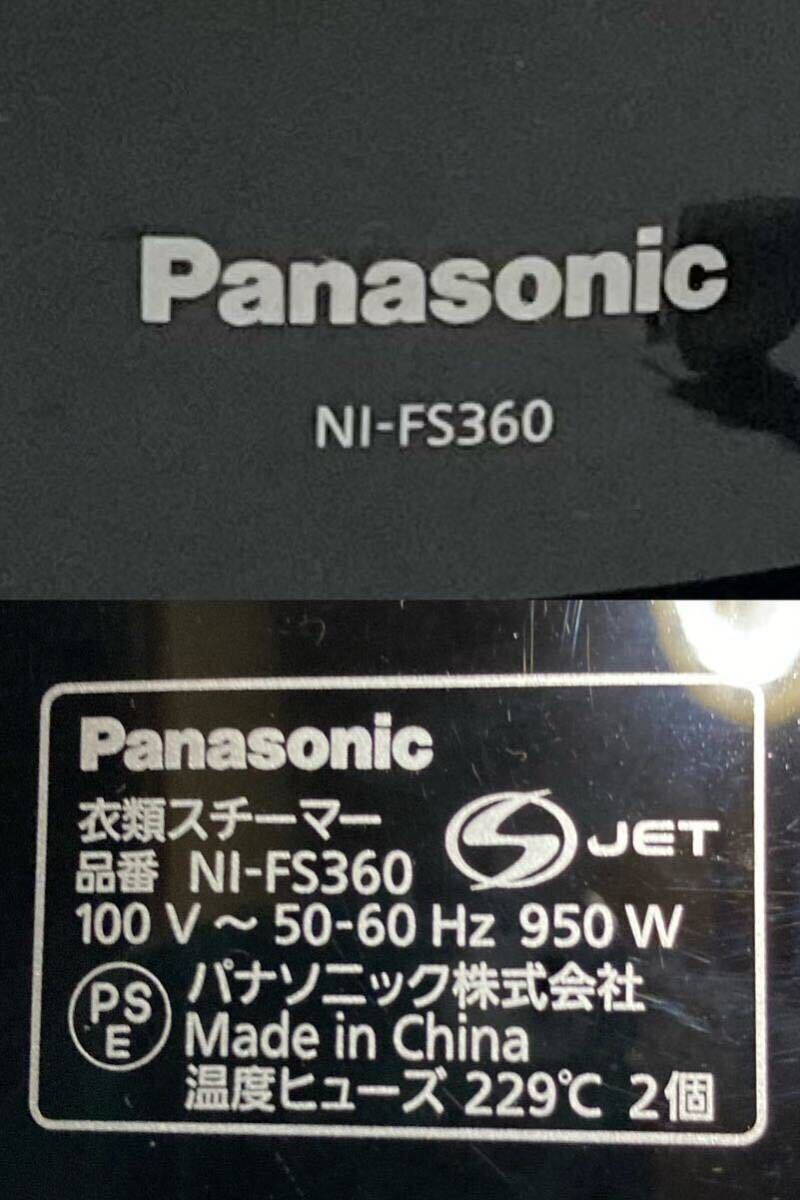 Panasonic
NI-FS360
Panasonic
衣類スチーマー
品番 NI-FS360
S JET
100 V ～ 50-60 Hz 950 W
PS
E
パナソニック株式会社
Made in China
温度ヒューズ 229℃ 2個